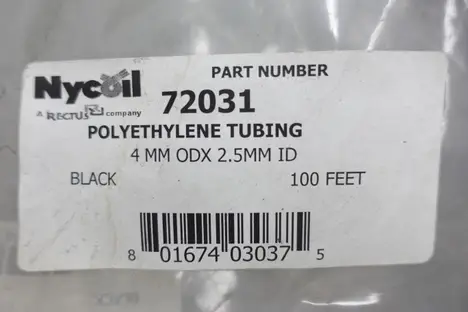 Nycoil
A RECTUS company
PART NUMBER
72031
POLYETHYLENE TUBING
4 MM ODX 2.5MM ID
BLACK 100 FEET
8 01674 03037 5